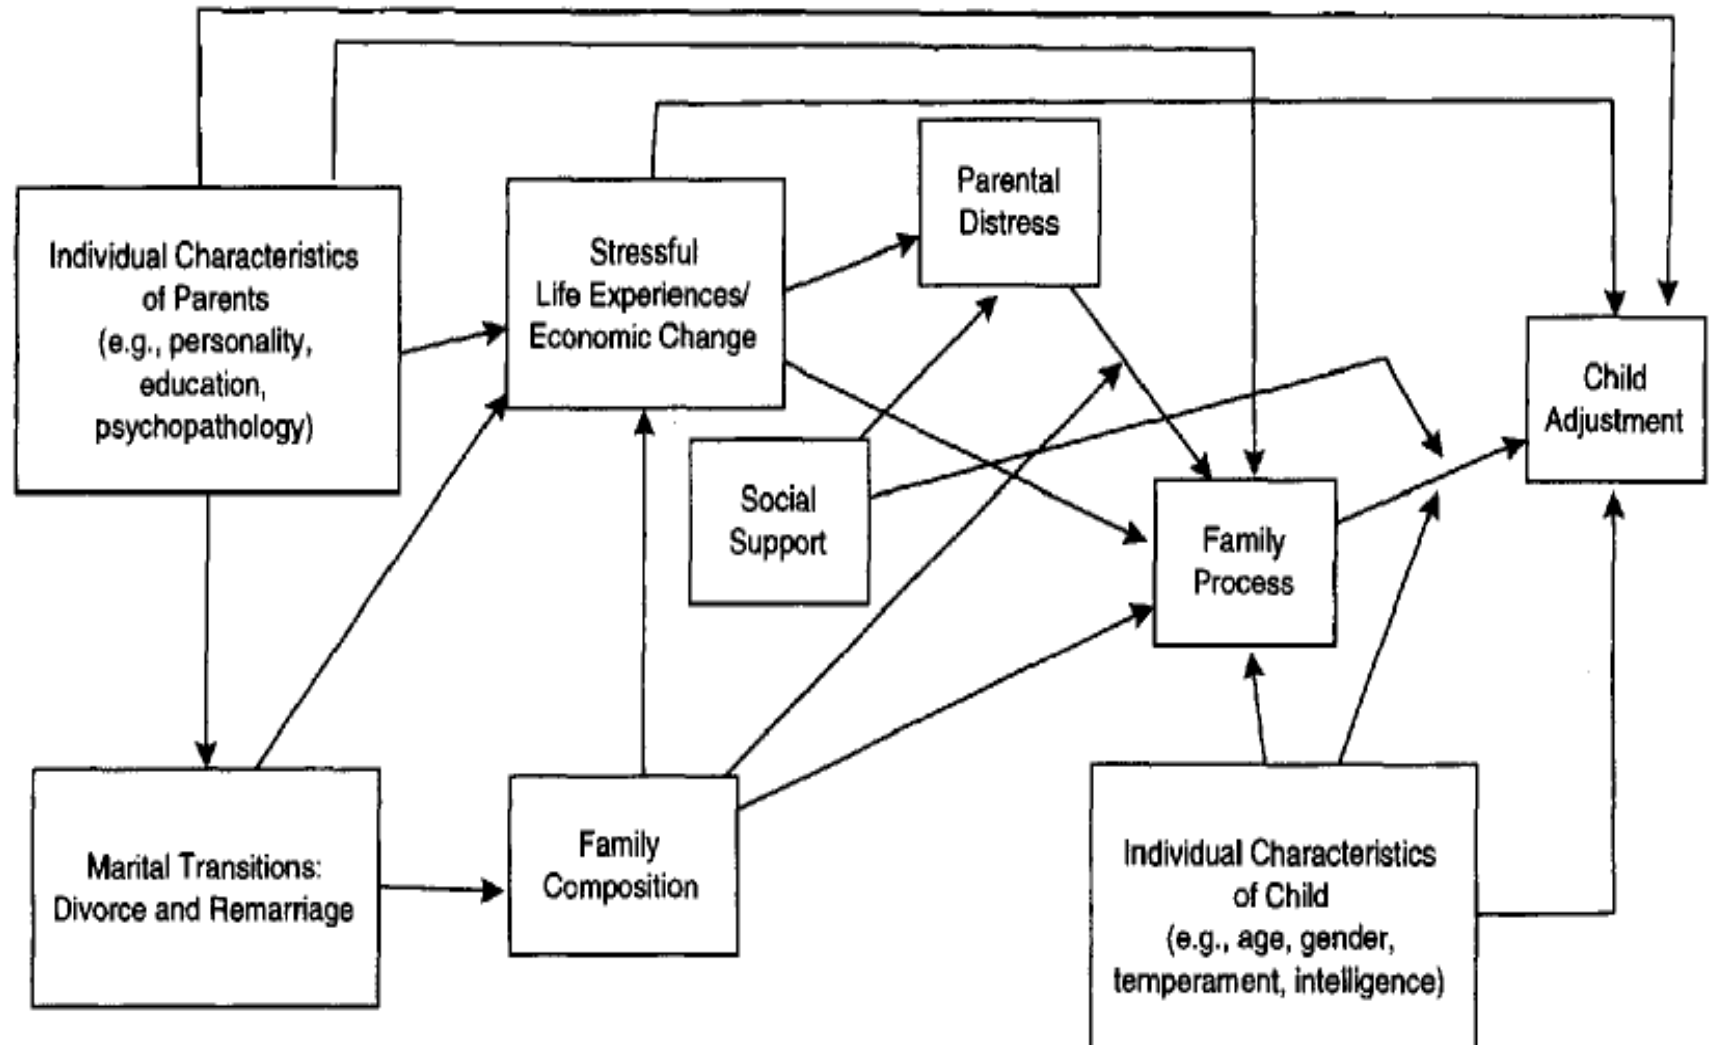 Parental
Distress
Individual Characteristics
of Parents
(e.g., personality,
education,
psychopathology)
Stressful
Life Experiences/
Economic Change
Child
Adjustment
Social
Support
Family
Process
Marital Transitions:
Divorce and Remarriage
Family
Composition
Individual Characteristics
of Child
(e.g., age, gender,
temperament, intelligence)